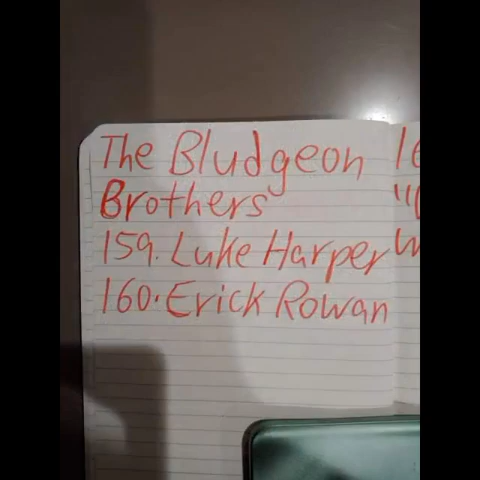 The Bludgeon
Brothers
159. Luke Harper
160. Erick Rowan